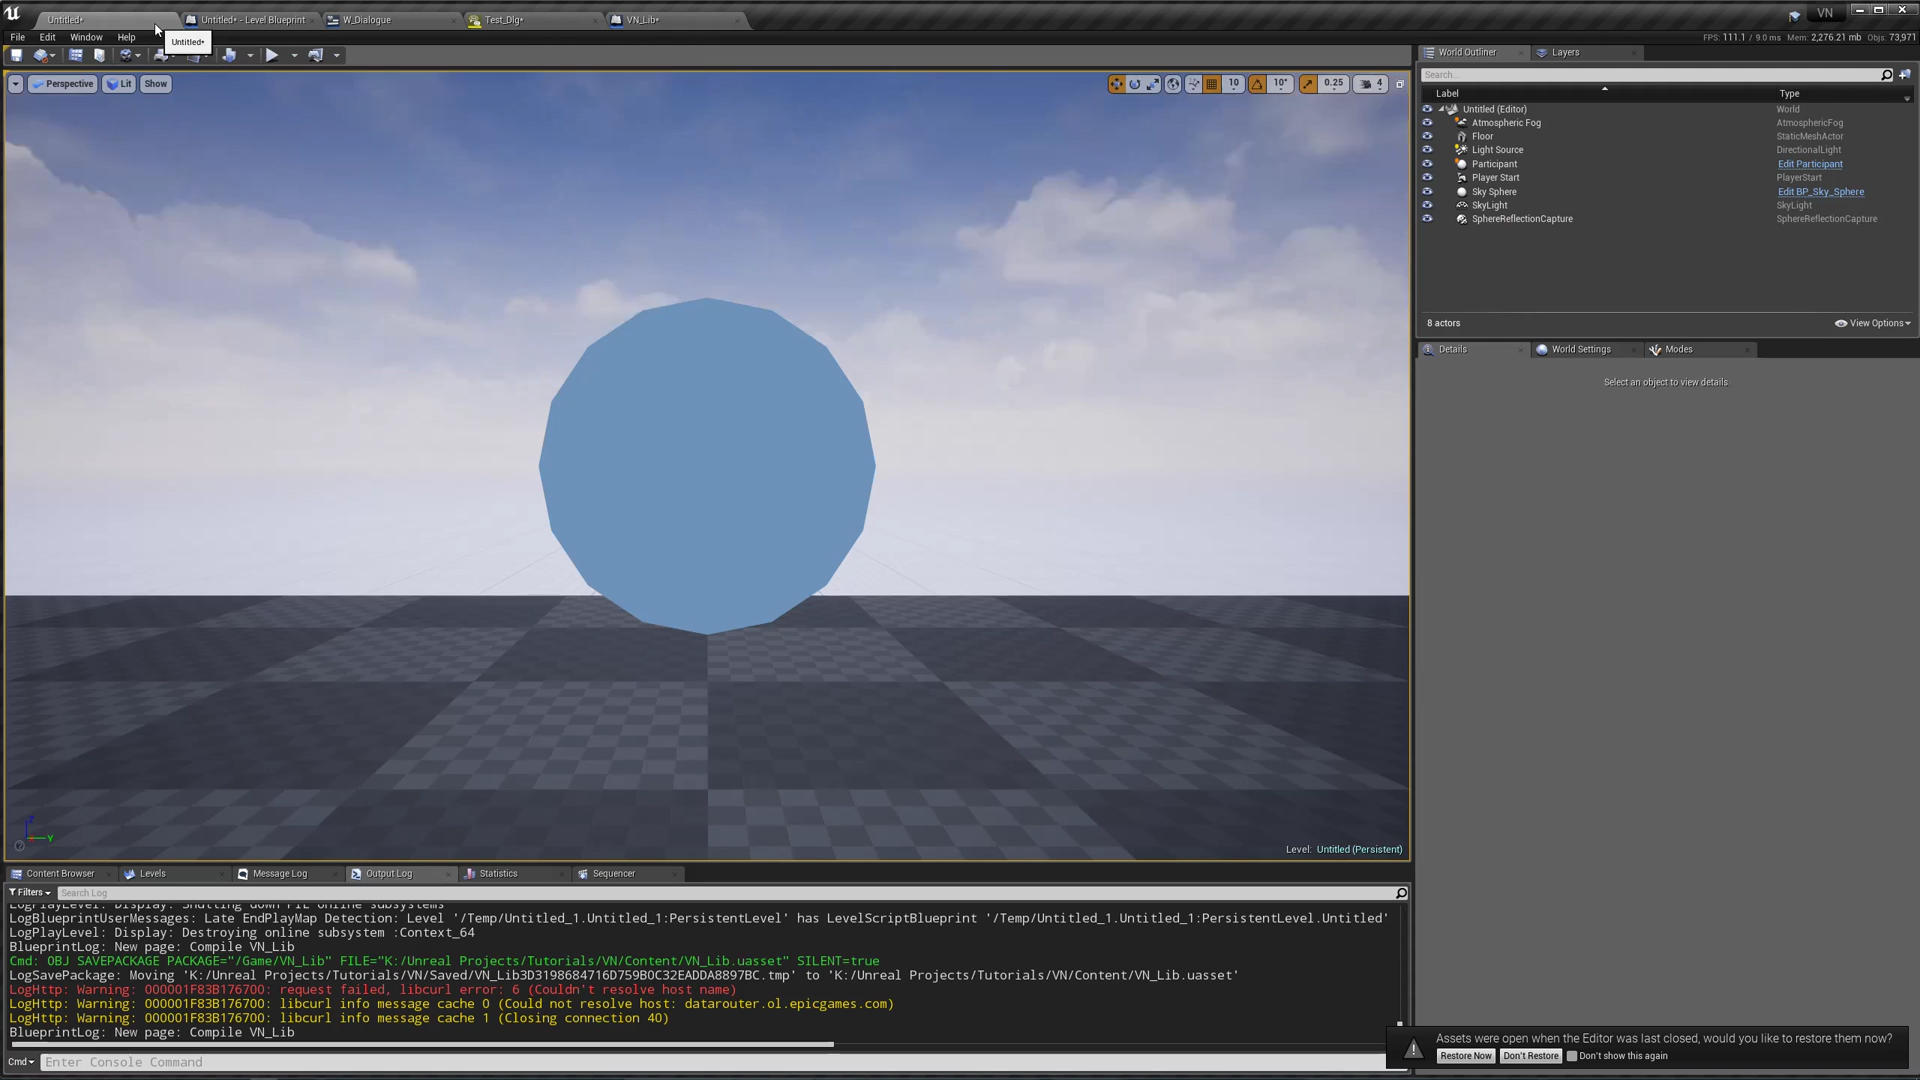 Untitled*
Untitled* - Level Blueprint
W_Dialogue
Test_Dlg*
VN_Lib*
VN
File Edit Window Help
Untitled*
FPS: 111.1 / 9.0 ms Mem: 2,276.21 mb Objs: 73,971
Perspective
Lit
Show
10
10°
0.25
4
World Outliner
Layers
Search...
Label
Type
Untitled (Editor) World
Atmospheric Fog AtmosphericFog
Floor StaticMeshActor
Light Source DirectionalLight
Participant Edit Participant
Player Start PlayerStart
Sky Sphere Edit BP_Sky_Sphere
SkyLight SkyLight
SphereReflectionCapture SphereReflectionCapture
8 actors
View Options
Details
World Settings
Modes
Select an object to view details
Z
Y
Level: Untitled (Persistent)
Content Browser
Levels
Message Log
Output Log
Statistics
Sequencer
Filters
Search Log
LogPlayLevel: Display: Shutting down PIE online subsystems
LogBlueprintUserMessages: Late EndPlayMap Detection: Level '/Temp/Untitled_1.Untitled_1:PersistentLevel' has LevelScriptBlueprint '/Temp/Untitled_1.Untitled_1:PersistentLevel.Untitled'
LogPlayLevel: Display: Destroying online subsystem :Context_64
BlueprintLog: New page: Compile VN_Lib
Cmd: OBJ SAVEPACKAGE PACKAGE="/Game/VN_Lib" FILE="K:/Unreal Projects/Tutorials/VN/Content/VN_Lib.uasset" SILENT=true
LogSavePackage: Moving 'K:/Unreal Projects/Tutorials/VN/Saved/VN_Lib3D3198684716D759B0C32EADDA8897BC.tmp' to 'K:/Unreal Projects/Tutorials/VN/Content/VN_Lib.uasset'
LogHttp: Warning: 000001F83B176700: request failed, libcurl error: 6 (Couldn't resolve host name)
LogHttp: Warning: 000001F83B176700: libcurl info message cache 0 (Could not resolve host: datarouter.ol.epicgames.com)
LogHttp: Warning: 000001F83B176700: libcurl info message cache 1 (Closing connection 40)
BlueprintLog: New page: Compile VN_Lib
Cmd
Enter Console Command
Assets were open when the Editor was last closed, would you like to restore them now?
Restore Now
Don't Restore
Don't show this again